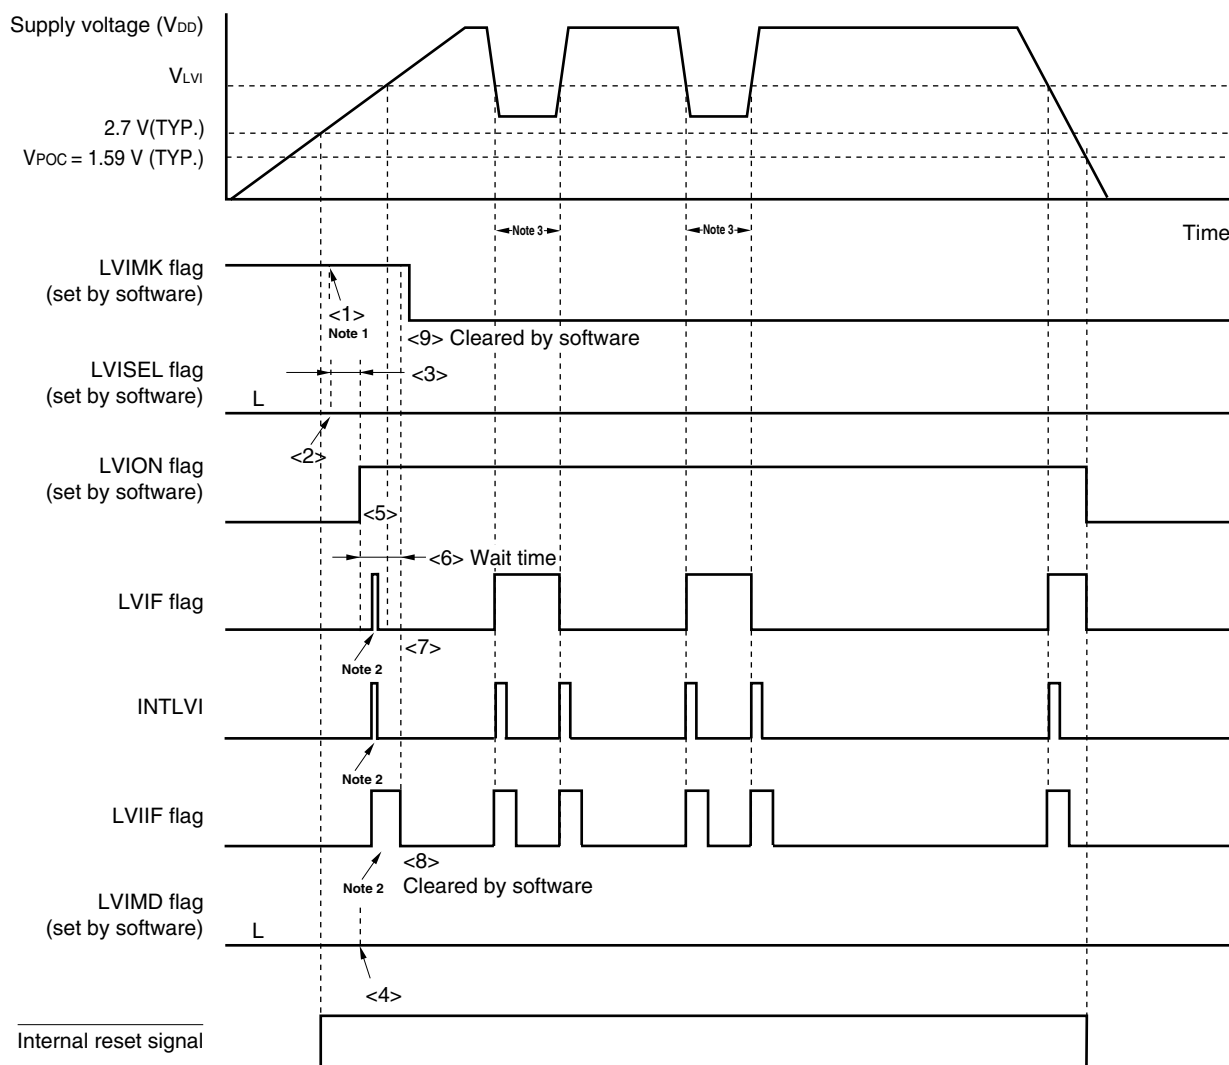 Supply voltage (VDD)
VLVI
2.7 V(TYP.)
VPOC = 1.59 V (TYP.)
Note 3
Note 3
Time
LVIMK flag
(set by software)
<1>
Note 1
<9> Cleared by software
LVISEL flag
(set by software)
L
<3>
<2>
LVION flag
(set by software)
<5>
<6> Wait time
LVIF flag
<7>
Note 2
INTLVI
Note 2
LVIIF flag
<8>
Note 2
Cleared by software
LVIMD flag
(set by software)
L
<4>
Internal reset signal